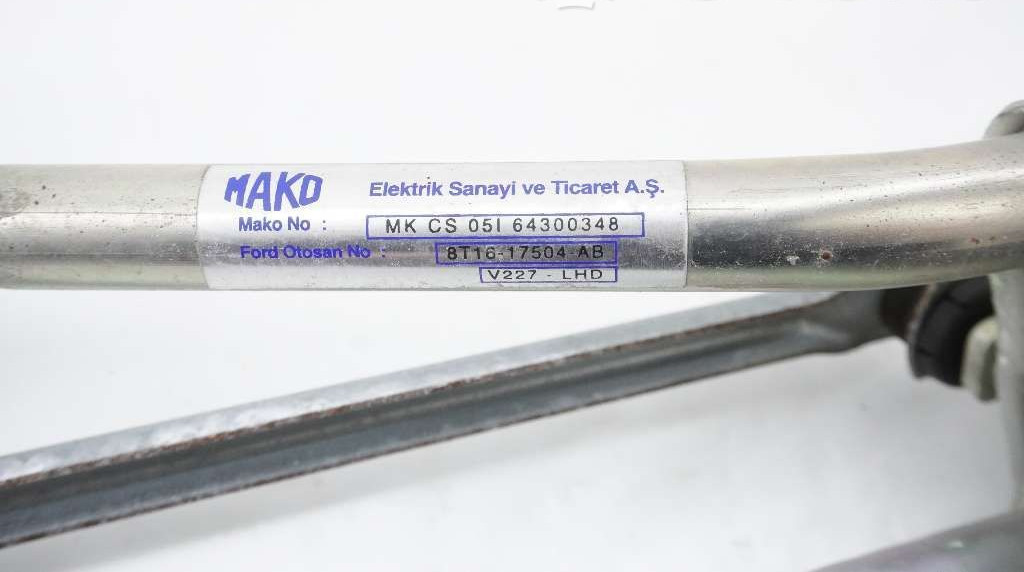 MAKO Elektrik Sanayi ve Ticaret A.Ş.
Mako No : MK CS 05I 64300348
Ford Otosan No : 8T16-17504-AB
V227 - LHD